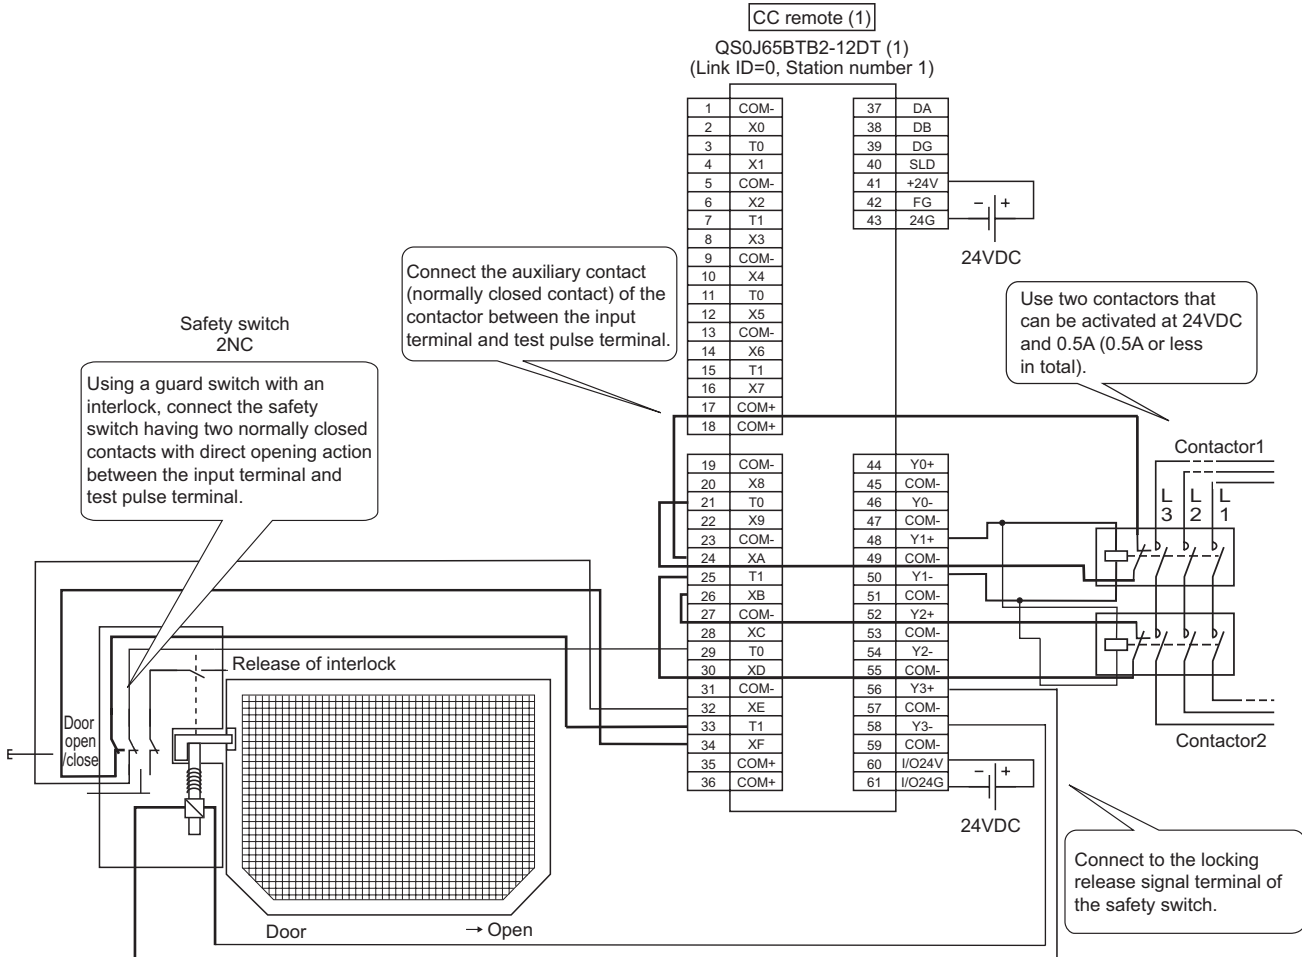 CC remote (1)
QS0J65BTB2-12DT (1)
(Link ID=0, Station number 1)
1 COM-
2 X0
3 T0
4 X1
5 COM-
6 X2
7 T1
8 X3
9 COM-
10 X4
11 T0
12 X5
13 COM-
14 X6
15 T1
16 X7
17 COM+
18 COM+
37 DA
38 DB
39 DG
40 SLD
41 +24V
42 FG
43 24G
− +
24VDC
Connect the auxiliary contact
(normally closed contact) of the
contactor between the input
terminal and test pulse terminal.
Use two contactors that
can be activated at 24VDC
and 0.5A (0.5A or less
in total).
Safety switch
2NC
Using a guard switch with an
interlock, connect the safety
switch having two normally closed
contacts with direct opening action
between the input terminal and
test pulse terminal.
19 COM-
20 X8
21 T0
22 X9
23 COM-
24 XA
25 T1
26 XB
27 COM-
28 XC
29 T0
30 XD
31 COM-
32 XE
33 T1
34 XF
35 COM+
36 COM+
44 Y0+
45 COM-
46 Y0-
47 COM-
48 Y1+
49 COM-
50 Y1-
51 COM-
52 Y2+
53 COM-
54 Y2-
55 COM-
56 Y3+
57 COM-
58 Y3-
59 COM-
60 I/O24V
61 I/O24G
− +
24VDC
Contactor1
L L L
3 2 1
Contactor2
Release of interlock
Door
open
/close
Door
→ Open
Connect to the locking
release signal terminal of
the safety switch.